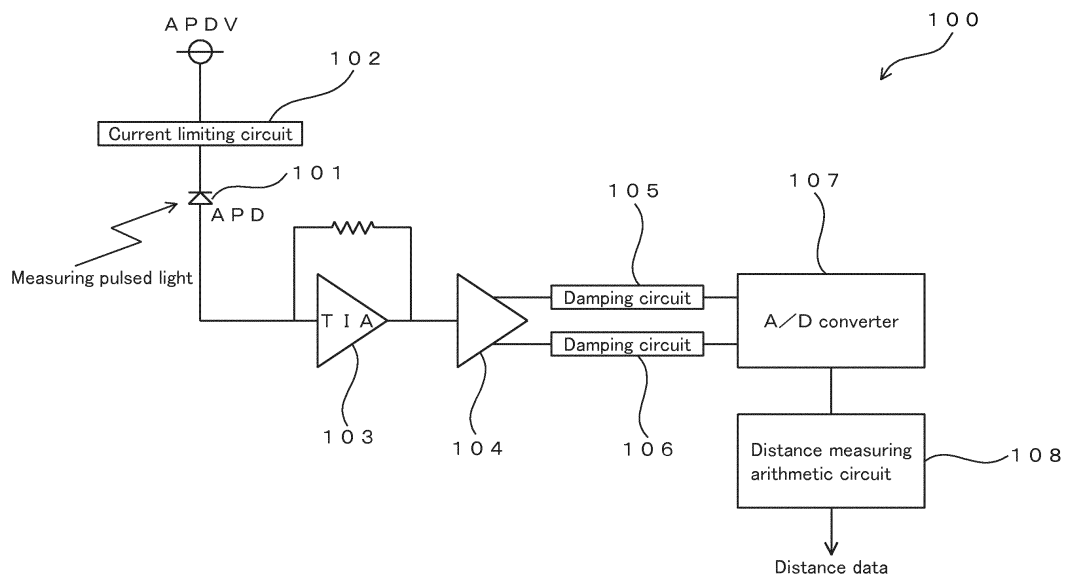 APDV
100
102
Current limiting circuit
101
APD
Measuring pulsed light
105
107
Damping circuit
TIA
A/D converter
Damping circuit
103
104
106
Distance measuring
arithmetic circuit
108
Distance data